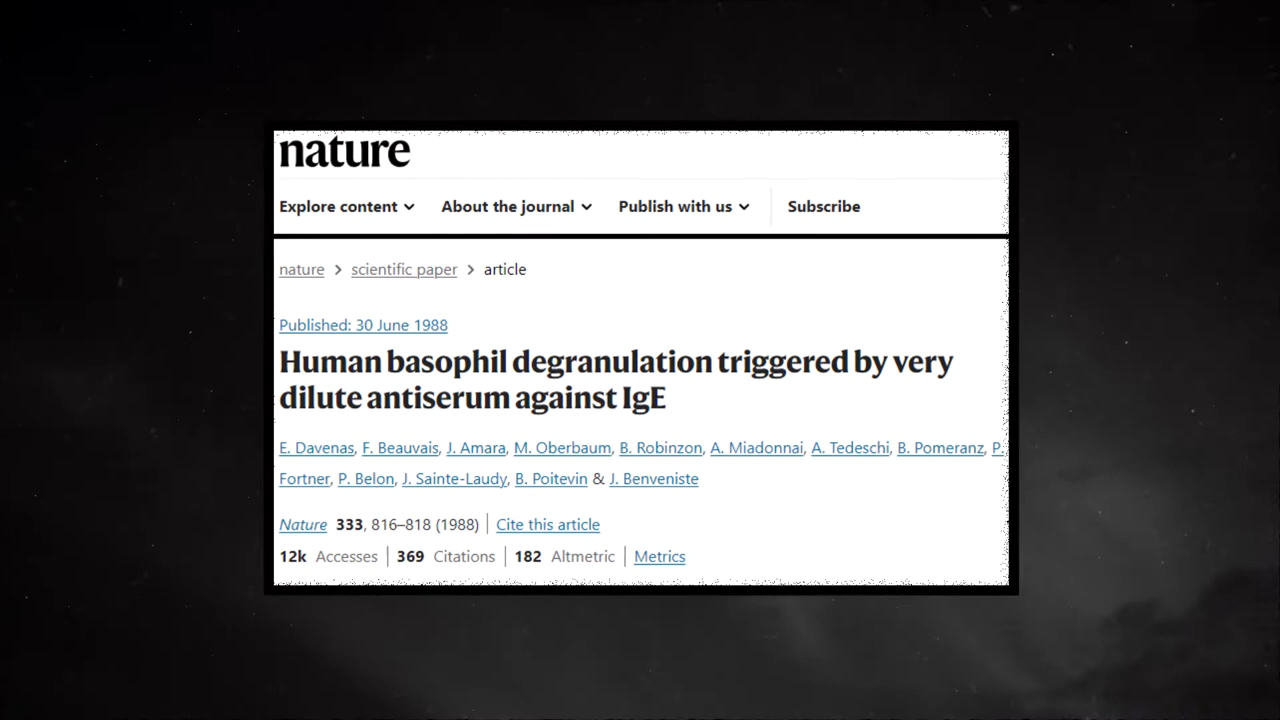 nature
Explore content About the journal Publish with us Subscribe
nature > scientific paper > article
Published: 30 June 1988
Human basophil degranulation triggered by very
dilute antiserum against IgE
E. Davenas, F. Beauvais, J. Amara, M. Oberbaum, B. Robinzon, A. Miadonnai, A. Tedeschi, B. Pomeranz, P.
Fortner, P. Belon, J. Sainte-Laudy, B. Poitevin & J. Benveniste
Nature 333, 816–818 (1988) Cite this article
12k Accesses 369 Citations 182 Altmetric Metrics